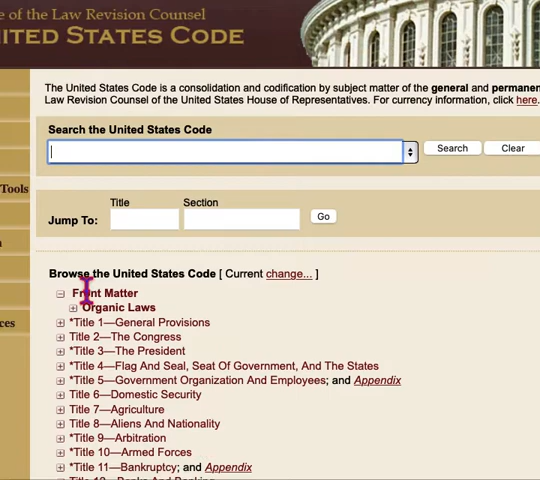 e of the Law Revision Counsel
UNITED STATES CODE
The United States Code is a consolidation and codification by subject matter of the general and permanen
Law Revision Counsel of the United States House of Representatives. For currency information, click here.
Search the United States Code
Search Clear
Title Section
Jump To: Go
Tools
Browse the United States Code [ Current change... ]
Front Matter
Organic Laws
*Title 1—General Provisions
ces
Title 2—The Congress
*Title 3—The President
*Title 4—Flag And Seal, Seat Of Government, And The States
*Title 5—Government Organization And Employees; and Appendix
Title 6—Domestic Security
Title 7—Agriculture
Title 8—Aliens And Nationality
*Title 9—Arbitration
*Title 10—Armed Forces
*Title 11—Bankruptcy; and Appendix